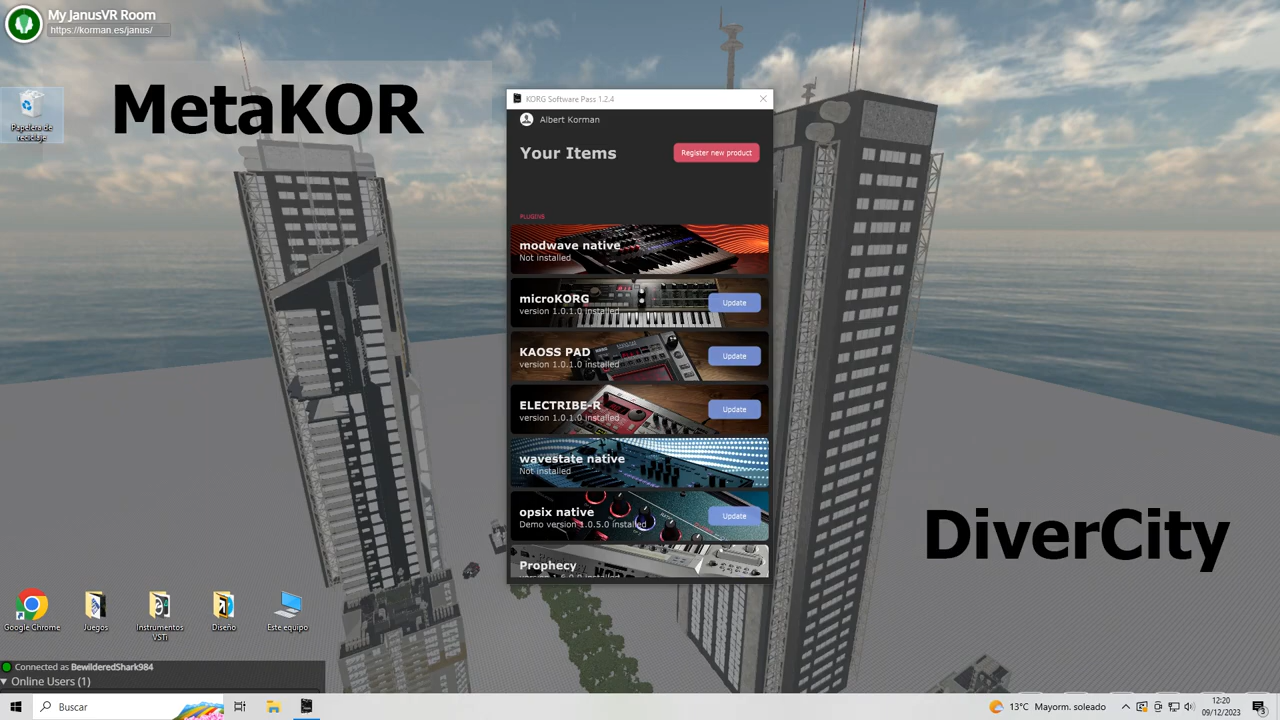 My JanusVR Room
https://korman.es/janus/
Papelera de
reciclaje
MetaKOR
KORG Software Pass 1.2.4
Albert Korman
Your Items
Register new product
PLUGINS
modwave native
Not installed
microKORG
version 1.0.1.0 installed
Update
KAOSS PAD
version 1.0.1.0 installed
Update
ELECTRIBE-R
version 1.0.1.0 installed
Update
wavestate native
Not installed
opsix native
Demo version 1.0.5.0 installed
Update
Prophecy
DiverCity
Google Chrome
Juegos
Instrumentos
VSTi
Diseño
Este equipo
Connected as BewilderedShark984
Online Users (1)
Buscar
13°C Mayorm. soleado
12:20
09/12/2023
3